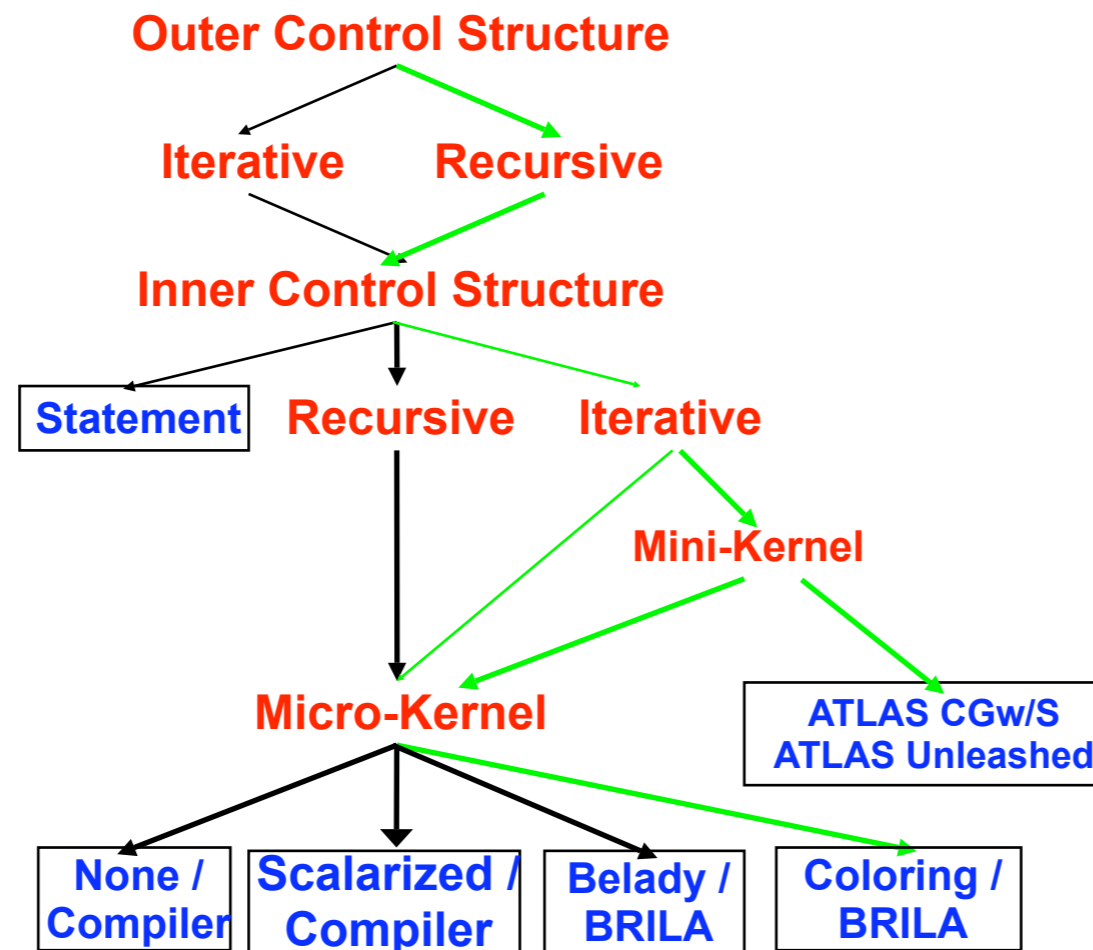 Outer Control Structure
Iterative
Recursive
Inner Control Structure
Statement
Recursive
Iterative
Mini-Kernel
Micro-Kernel
ATLAS CGw/S
ATLAS Unleashed
None /
Compiler
Scalarized /
Compiler
Belady /
BRILA
Coloring /
BRILA